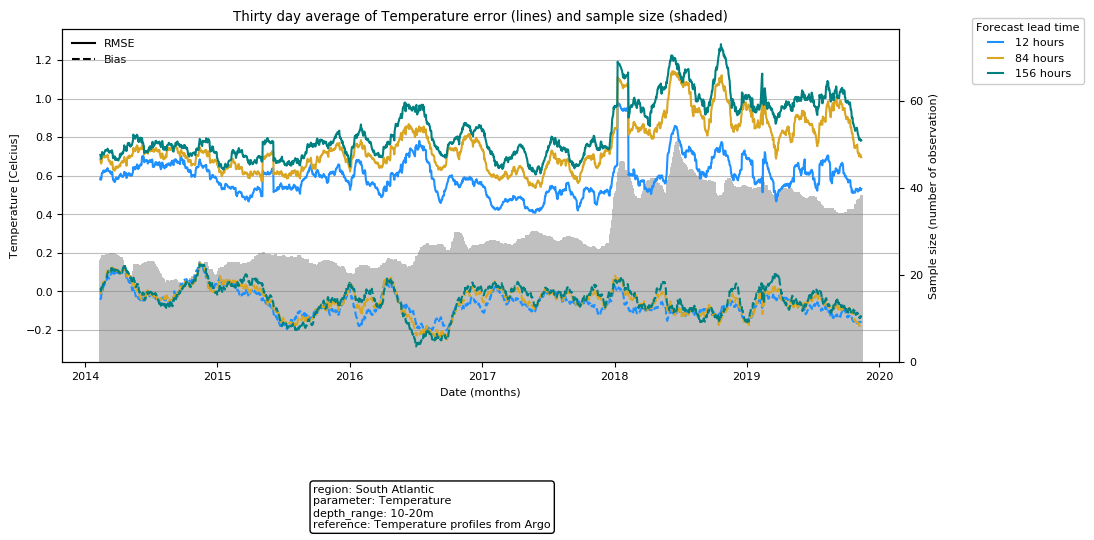 Thirty day average of Temperature error (lines) and sample size (shaded)
Forecast lead time
12 hours
84 hours
156 hours
RMSE
Bias
Temperature [Celcius]
1.2
1.0
0.8
0.6
0.4
0.2
0.0
−0.2
Sample size (number of observation)
60
40
20
0
2014 2015 2016 2017 2018 2019 2020
Date (months)
region: South Atlantic
parameter: Temperature
depth_range: 10-20m
reference: Temperature profiles from Argo